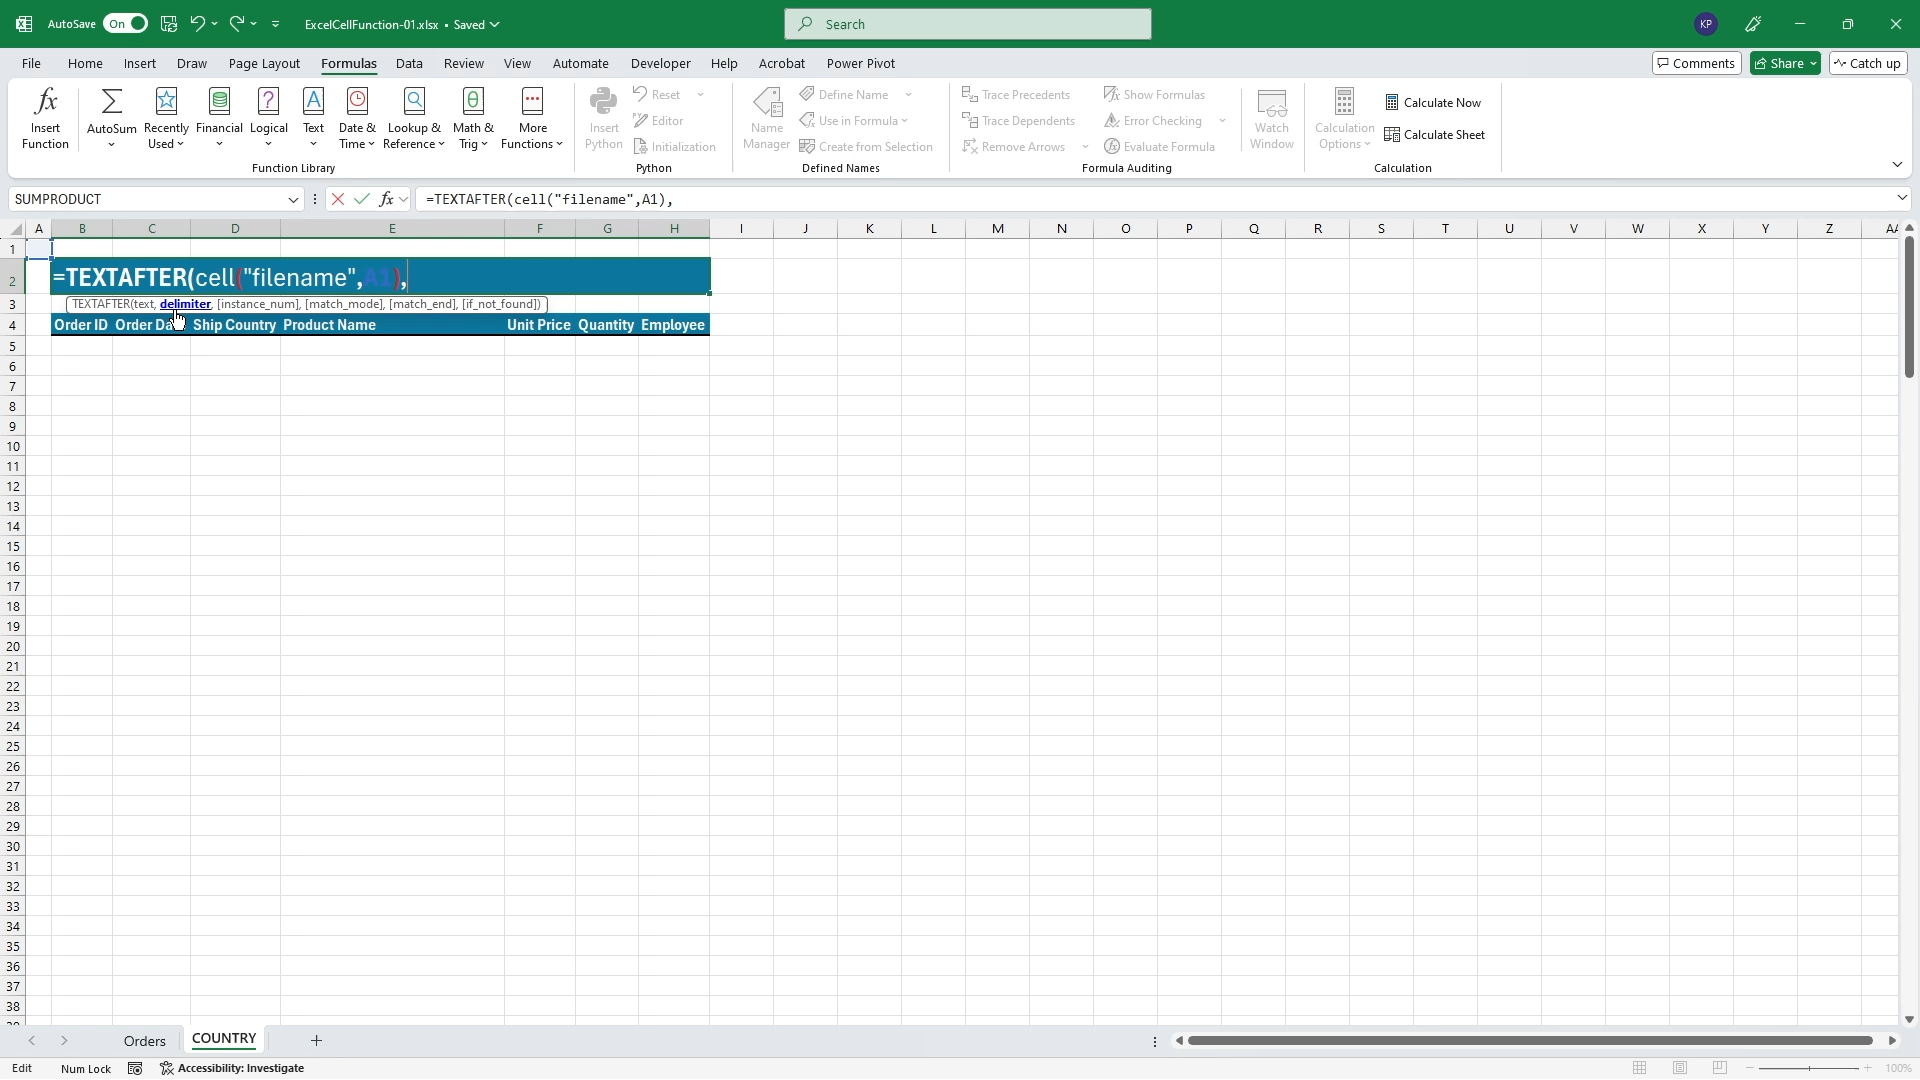 AutoSave On ExcelCellFunction-01.xlsx • Saved Search KP
File Home Insert Draw Page Layout Formulas Data Review View Automate Developer Help Acrobat Power Pivot Comments Share Catch up
Insert Function
AutoSum
Recently Used
Financial
Logical
Text
Date & Time
Lookup & Reference
Math & Trig
More Functions
Function Library
Insert Python
Reset
Editor
Initialization
Python
Name Manager
Define Name
Use in Formula
Create from Selection
Defined Names
Trace Precedents
Trace Dependents
Remove Arrows
Show Formulas
Error Checking
Evaluate Formula
Formula Auditing
Watch Window
Calculation Options
Calculate Now
Calculate Sheet
Calculation
SUMPRODUCT fx =TEXTAFTER(cell("filename",A1),
A B C D E F G H I J K L M N O P Q R S T U V W X Y Z AA
1
2 =TEXTAFTER(cell("filename",A1),
3 TEXTAFTER(text, delimiter, [instance_num], [match_mode], [match_end], [if_not_found])
4 Order ID Order Da Ship Country Product Name Unit Price Quantity Employee
5
6
7
8
9
10
11
12
13
14
15
16
17
18
19
20
21
22
23
24
25
26
27
28
29
30
31
32
33
34
35
36
37
38
Orders COUNTRY
Edit Num Lock Accessibility: Investigate 100%